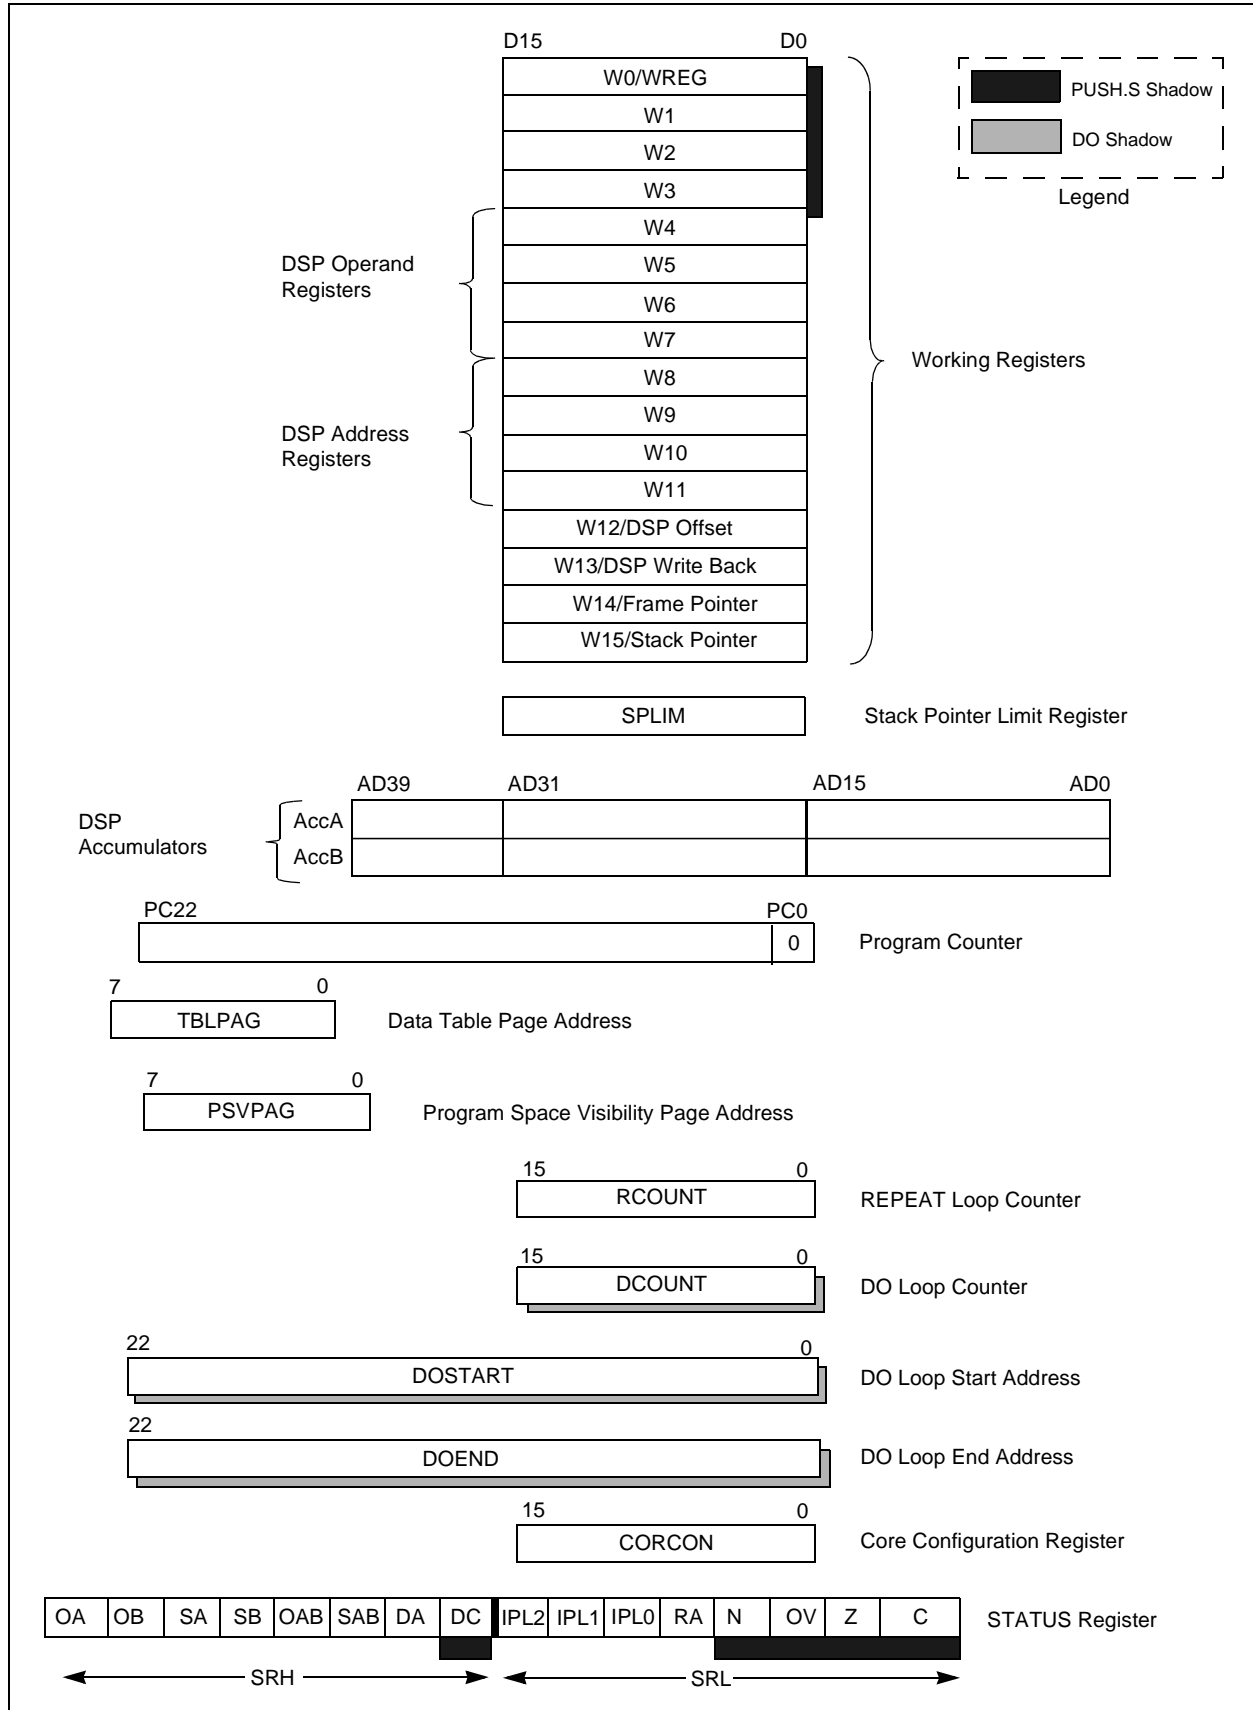 D15 D0
W0/WREG
PUSH.S Shadow
W1
W2
DO Shadow
W3
Legend
W4
DSP Operand
Registers
W5
W6
W7
Working Registers
W8
W9
DSP Address
Registers
W10
W11
W12/DSP Offset
W13/DSP Write Back
W14/Frame Pointer
W15/Stack Pointer
SPLIM Stack Pointer Limit Register
AD39 AD31 AD15 AD0
DSP
Accumulators
AccA
AccB
PC22 PC0
0 Program Counter
7 0
TBLPAG Data Table Page Address
7 0
PSVPAG Program Space Visibility Page Address
15 0
RCOUNT REPEAT Loop Counter
15 0
DCOUNT DO Loop Counter
22 0
DOSTART DO Loop Start Address
22
DOEND DO Loop End Address
15 0
CORCON Core Configuration Register
OA OB SA SB OAB SAB DA DC IPL2 IPL1 IPL0 RA N OV Z C STATUS Register
SRH SRL